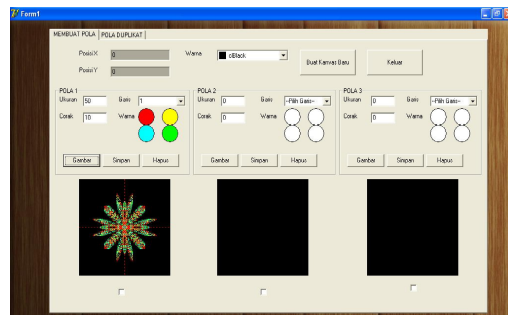 Form1
MEMBUAT POLA POLA DUPLIKAT
Posisi X 0 Warna clBlack Buat Kanvas Baru Keluar
Posisi Y 0
POLA 1 POLA 2 POLA 3
Ukuran 50 Garis 1 Ukuran 0 Garis --Pilih Garis-- Ukuran 0 Garis --Pilih Garis--
Corak 10 Warna Corak 0 Warna Corak 0 Warna
Gambar Simpan Hapus Gambar Simpan Hapus Gambar Simpan Hapus